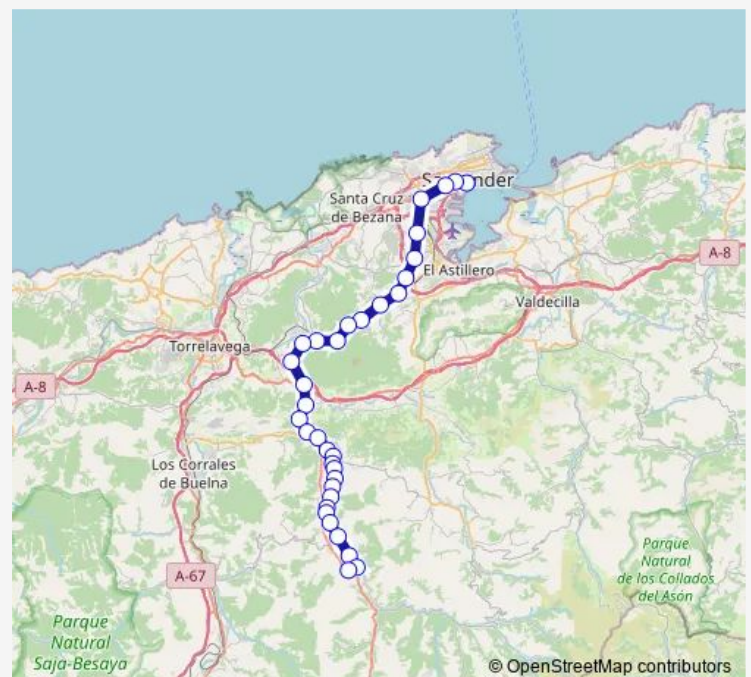 Santander
Santa Cruz
de Bezana
A-8
El Astillero
Valdecilla
Torrelavega
A-8
Los Corrales
de Buelna
Parque
Natural
de los Collados
del Asón
A-67
Parque
Natural
Saja-Besaya
© OpenStreetMap contributors